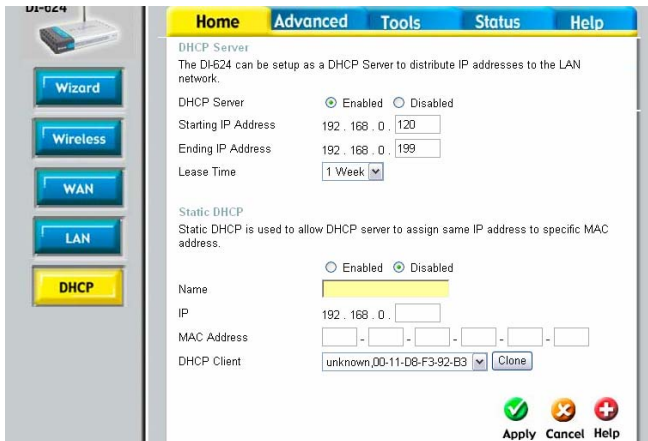 DI-624
Home Advanced Tools Status Help
Wizard
Wireless
WAN
LAN
DHCP
DHCP Server
The DI-624 can be setup as a DHCP Server to distribute IP addresses to the LAN
network.
DHCP Server Enabled Disabled
Starting IP Address 192 . 168 . 0 . 120
Ending IP Address 192 . 168 . 0 . 199
Lease Time 1 Week
Static DHCP
Static DHCP is used to allow DHCP server to assign same IP address to specific MAC
address.
Enabled Disabled
Name
IP 192 . 168 . 0 .
MAC Address - - - - -
DHCP Client unknown,00-11-D8-F3-92-B3 Clone
Apply Cancel Help